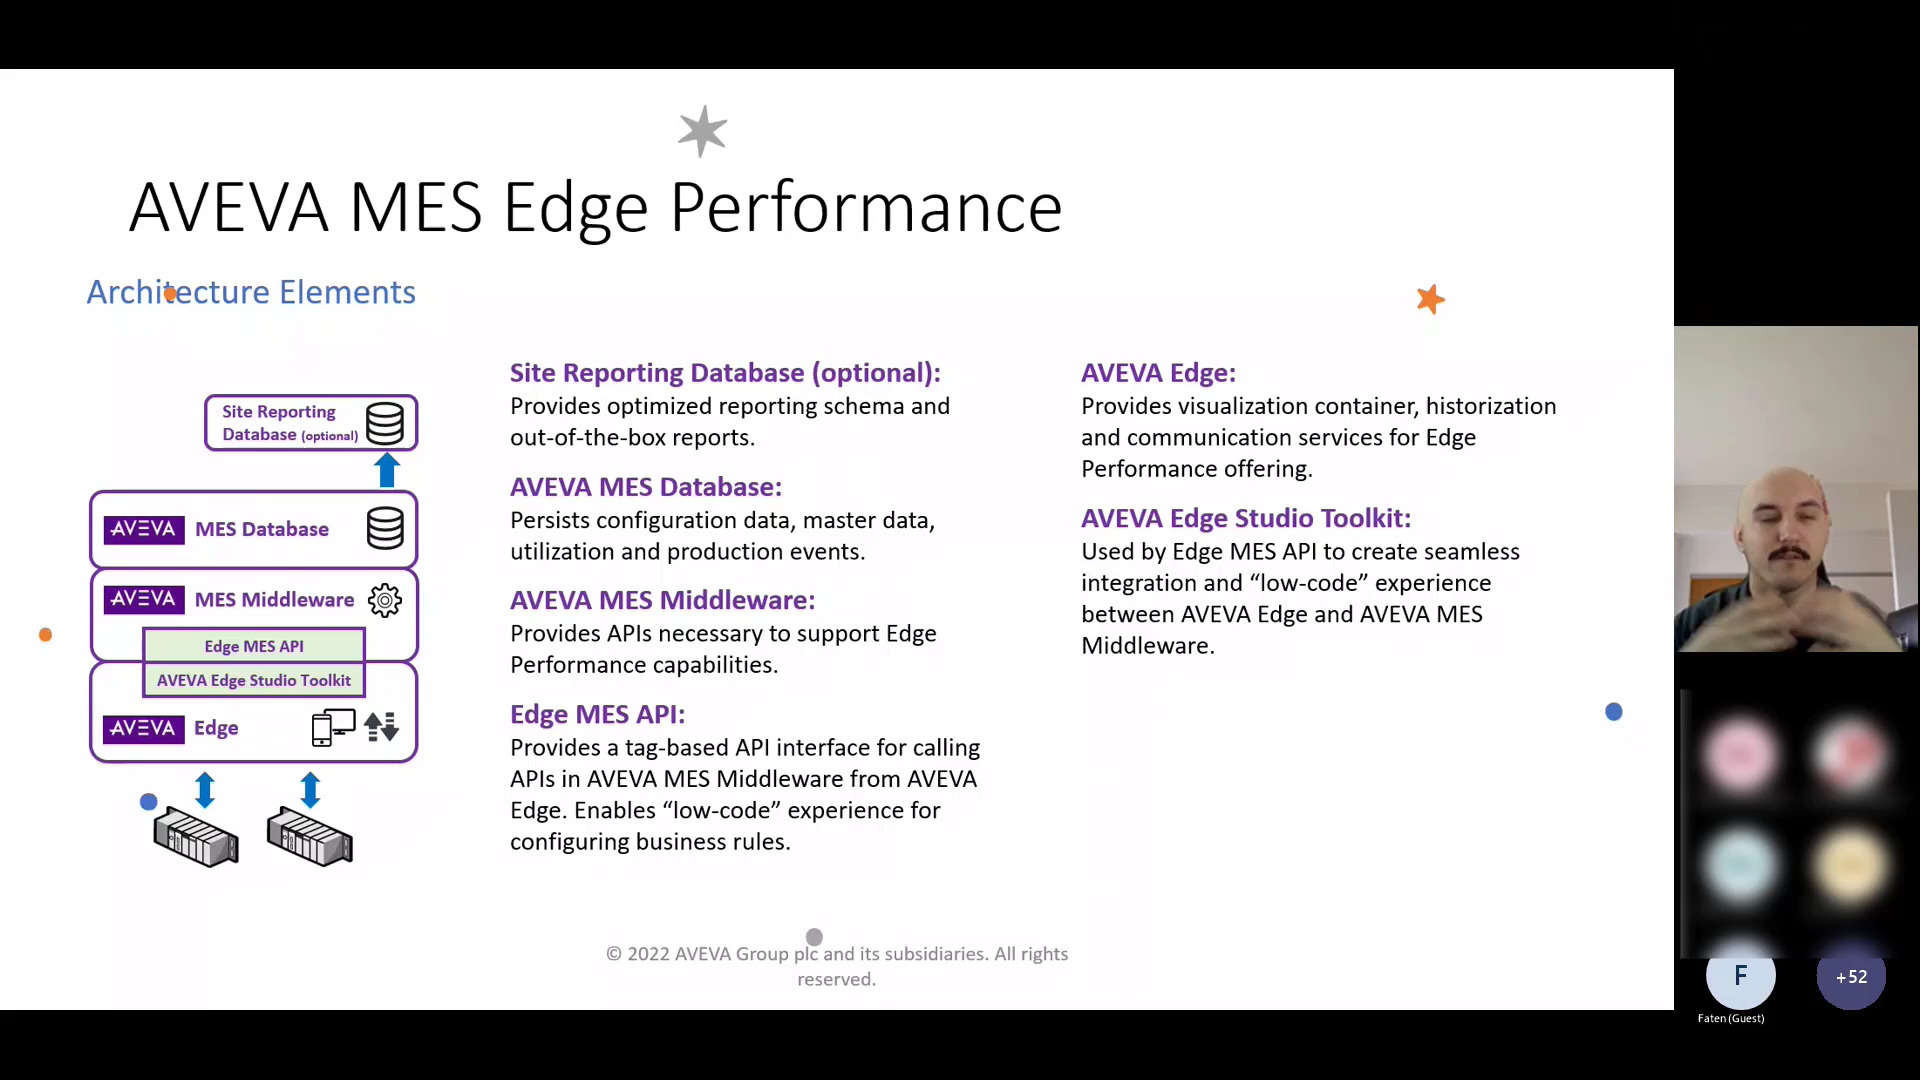 AVEVA MES Edge Performance
Architecture Elements
Site Reporting
Database (optional)
AVEVA MES Database
AVEVA MES Middleware
Edge MES API
AVEVA Edge Studio Toolkit
AVEVA Edge
Site Reporting Database (optional):
Provides optimized reporting schema and
out-of-the-box reports.
AVEVA MES Database:
Persists configuration data, master data,
utilization and production events.
AVEVA MES Middleware:
Provides APIs necessary to support Edge
Performance capabilities.
Edge MES API:
Provides a tag-based API interface for calling
APIs in AVEVA MES Middleware from AVEVA
Edge. Enables “low-code” experience for
configuring business rules.
AVEVA Edge:
Provides visualization container, historization
and communication services for Edge
Performance offering.
AVEVA Edge Studio Toolkit:
Used by Edge MES API to create seamless
integration and “low-code” experience
between AVEVA Edge and AVEVA MES
Middleware.
© 2022 AVEVA Group plc and its subsidiaries. All rights
reserved.
F
+52
Faten (Guest)